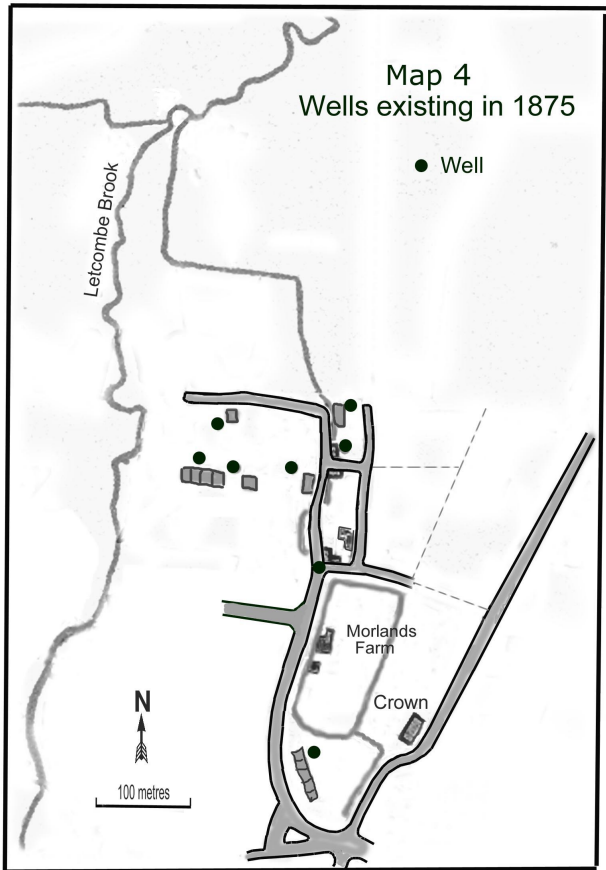 Map 4
Wells existing in 1875
Well
Letcombe Brook
Morlands
Farm
Crown
N
100 metres